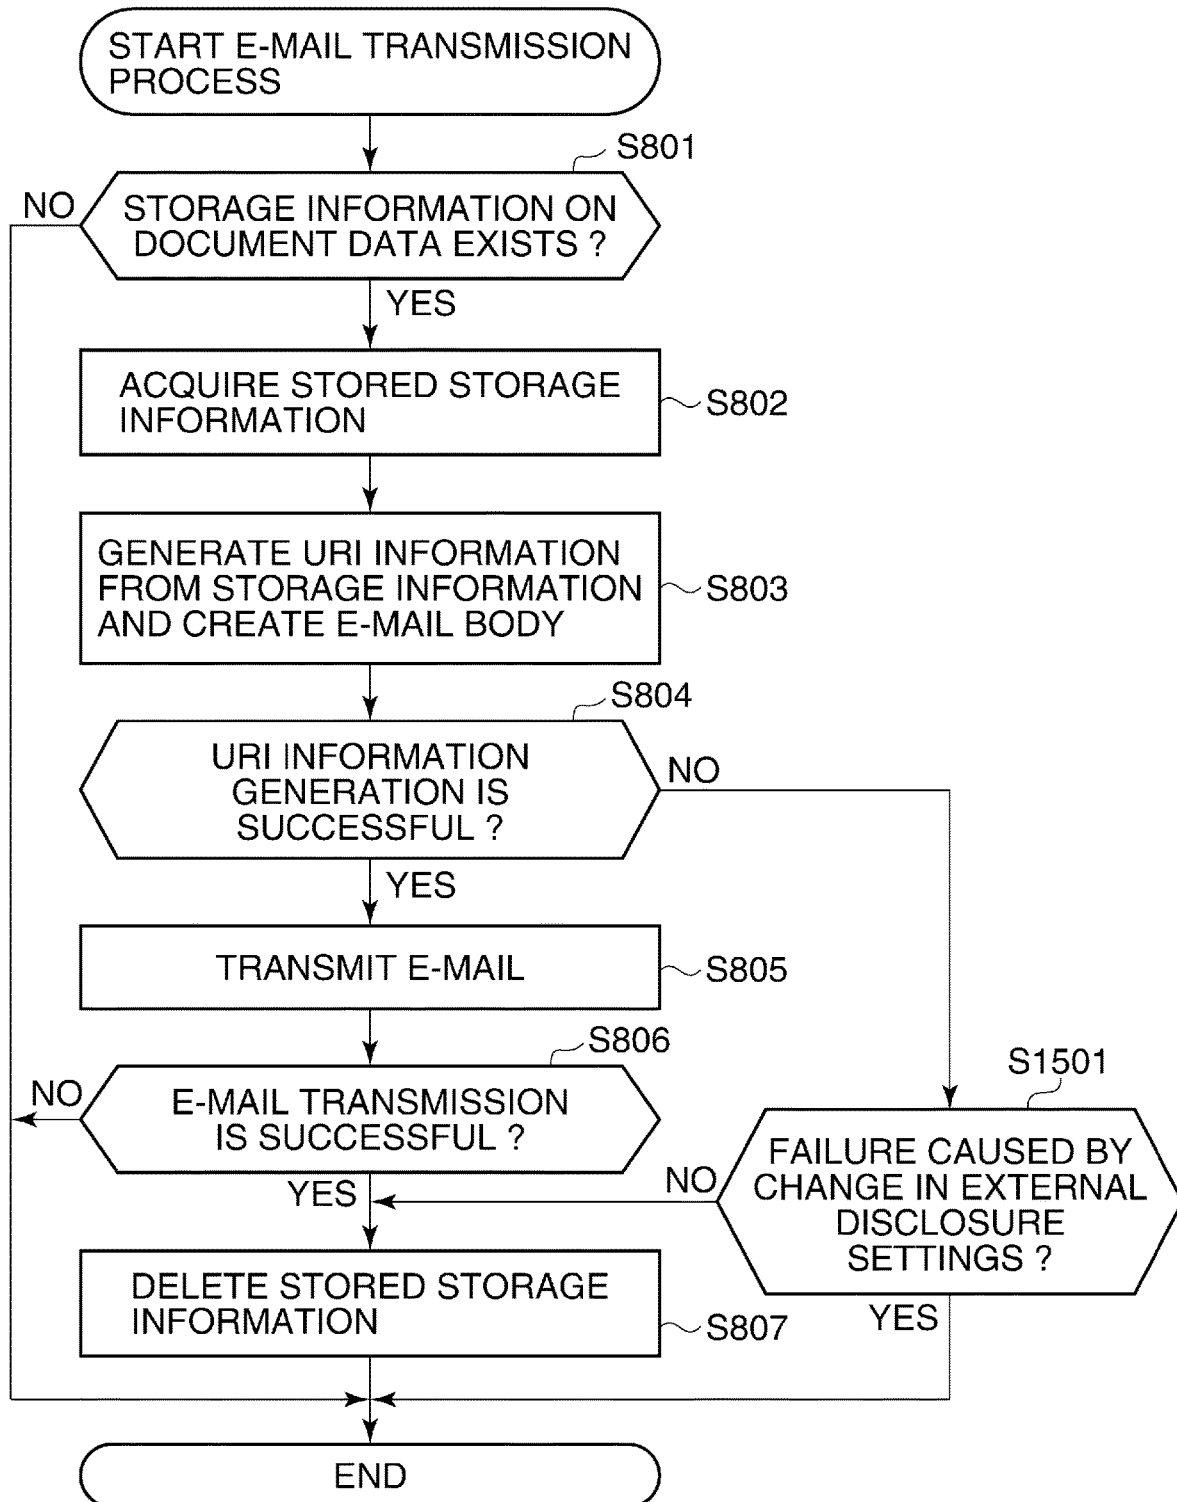 START E-MAIL TRANSMISSION
PROCESS
S801
NO
STORAGE INFORMATION ON
DOCUMENT DATA EXISTS ?
YES
ACQUIRE STORED STORAGE
INFORMATION
S802
GENERATE URI INFORMATION
FROM STORAGE INFORMATION
AND CREATE E-MAIL BODY
S803
S804
URI INFORMATION
GENERATION IS
SUCCESSFUL ?
NO
YES
TRANSMIT E-MAIL
S805
S806
NO
E-MAIL TRANSMISSION
IS SUCCESSFUL ?
YES
S1501
FAILURE CAUSED BY
CHANGE IN EXTERNAL
DISCLOSURE
SETTINGS ?
NO
YES
DELETE STORED STORAGE
INFORMATION
S807
END